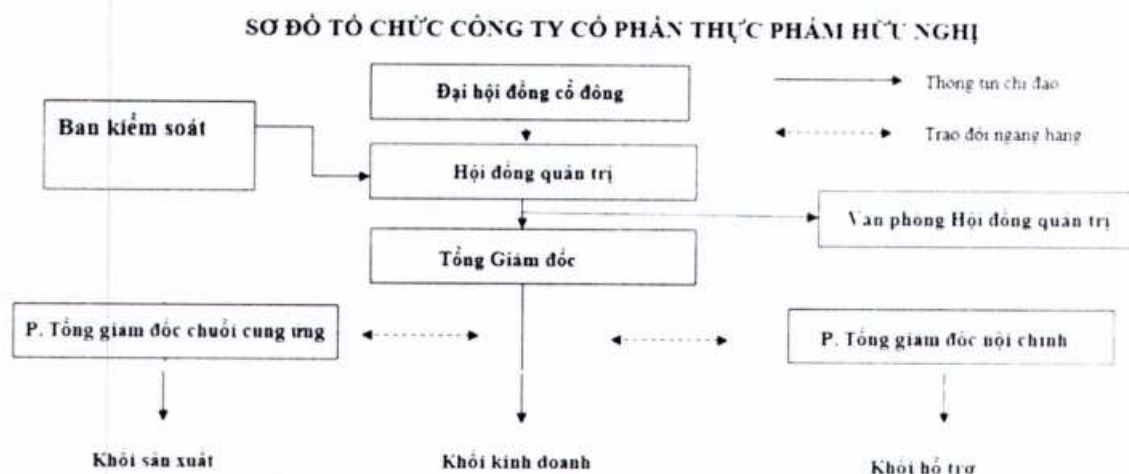 SƠ ĐỒ TỔ CHỨC CÔNG TY CỔ PHẦN THỰC PHẨM HỮU NGHỊ
Đại hội đồng cổ đông
Thông tin chỉ đạo
Ban kiểm soát
Trao đổi ngang hàng
Hội đồng quản trị
Văn phòng Hội đồng quản trị
Tổng Giám đốc
P. Tổng giám đốc chuỗi cung ứng
P. Tổng giám đốc nội chính
Khối sản xuất
Khối kinh doanh
Khối hỗ trợ